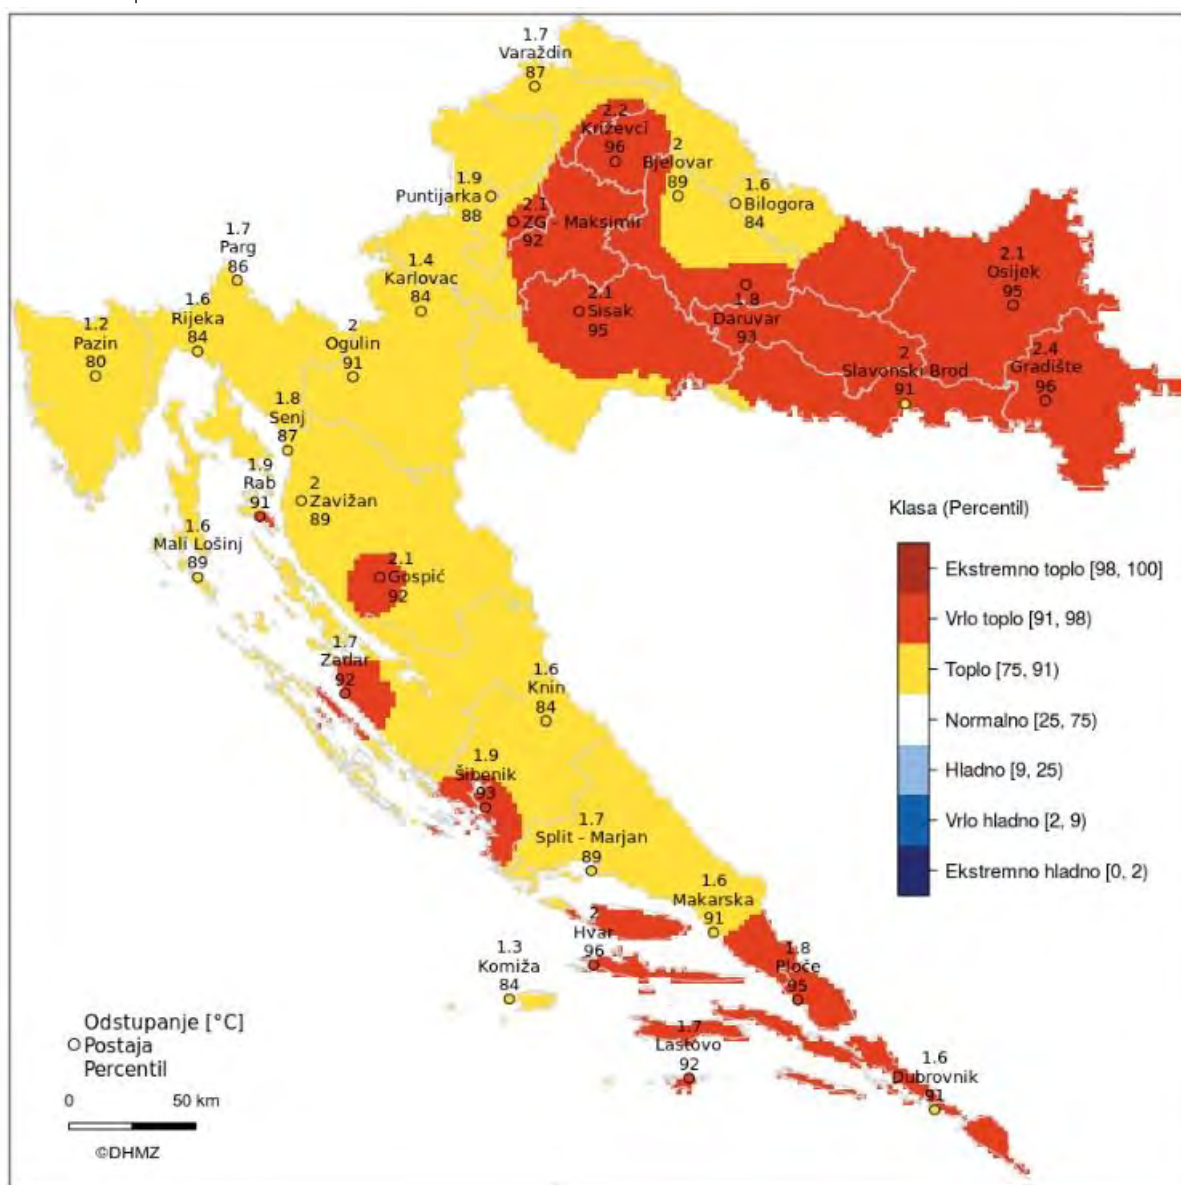 1.7
Varaždin
87
2.2
Križevci
96
2
Bjelovar
89
1.9
Puntijarka
88
1.6
Bilogora
84
2.1
ZG - Maksimir
92
1.7
Parg
86
1.4
Karlovac
84
2.1
Osijek
95
1.6
Rijeka
84
2.1
Sisak
95
1.8
Daruvar
93
1.2
Pazin
80
2
Ogulin
91
2
Slavonski Brod
91
2.4
Gradište
96
1.8
Senj
87
1.9
Rab
91
2
Zavižan
89
1.6
Mali Lošinj
89
2.1
Gospić
92
1.7
Zadar
92
1.6
Knin
84
1.9
Šibenik
93
1.7
Split - Marjan
89
1.6
Makarska
91
2
Hvar
96
1.3
Komiža
84
1.8
Ploče
95
1.7
Lastovo
92
1.6
Dubrovnik
91
Klasa (Percentil)
Ekstremno toplo [98, 100]
Vrlo toplo [91, 98)
Toplo [75, 91)
Normalno [25, 75)
Hladno [9, 25)
Vrlo hladno [2, 9)
Ekstremno hladno [0, 2)
Odstupanje [°C]
Postaja
Percentil
0 50 km
©DHMZ